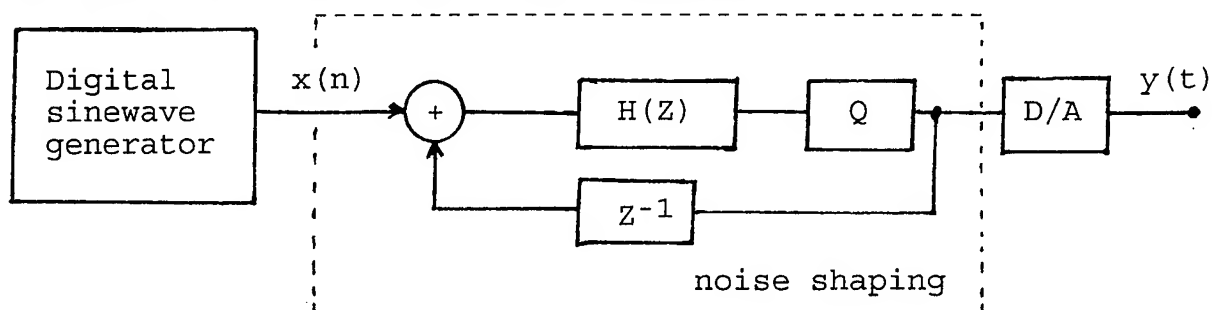 Digital
sinewave
generator
x(n)
+
H(Z)
Q
D/A
y(t)
Z-1
noise shaping